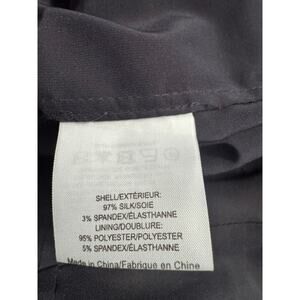 SHELL/EXTÉRIEUR:
97% SILK/SOIE
3% SPANDEX/ÉLASTHANNE
LINING/DOUBLURE:
95% POLYESTER/POLYESTER
5% SPANDEX/ÉLASTHANNE
Made in China/Fabrique en Chine